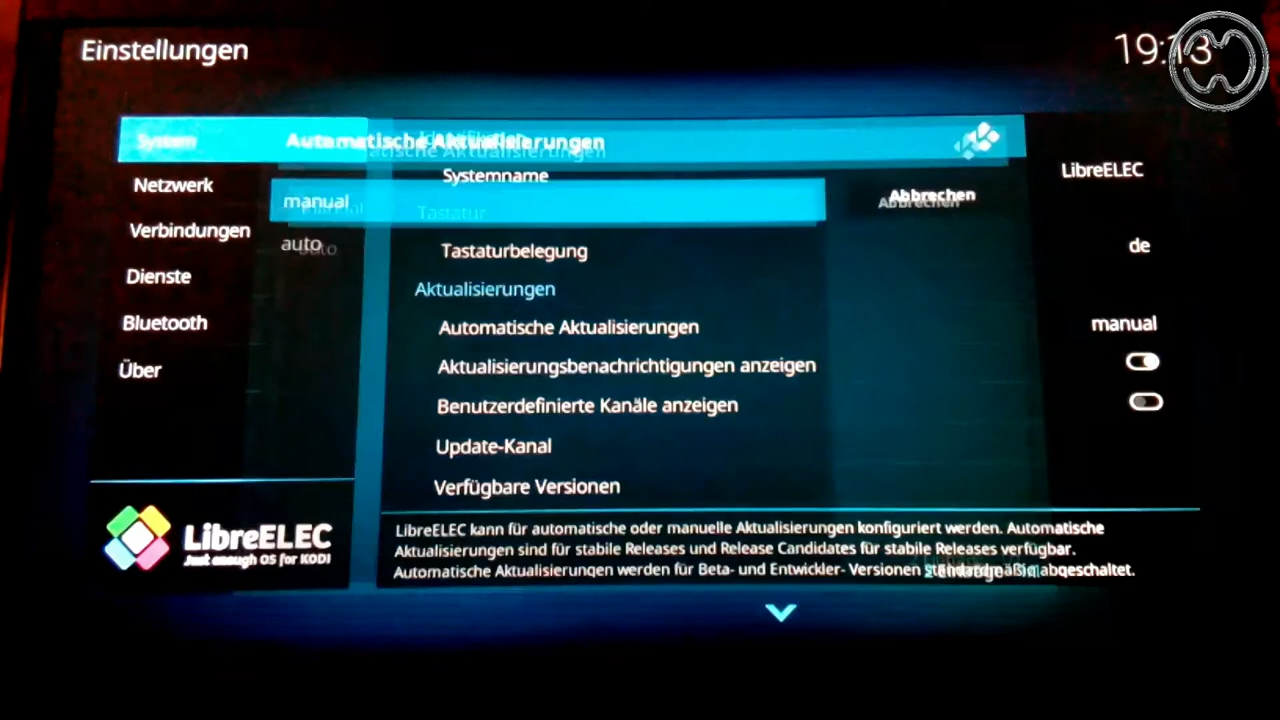 Einstellungen
19:13
System
Automatische Aktualisierungen
Systemname
LibreELEC
Netzwerk
manual
Tastatur
Abbrechen
Verbindungen
auto
Tastaturbelegung
de
Dienste
Aktualisierungen
Bluetooth
Automatische Aktualisierungen
manual
Über
Aktualisierungsbenachrichtigungen anzeigen
Benutzerdefinierte Kanäle anzeigen
Update-Kanal
Verfügbare Versionen
LibreELEC
Just enough OS for KODI
LibreELEC kann für automatische oder manuelle Aktualisierungen konfiguriert werden. Automatische
Aktualisierungen sind für stabile Releases und Release Candidates für stabile Releases verfügbar.
Automatische Aktualisierungen werden für Beta- und Entwickler- Versionen standardmäßig abgeschaltet.